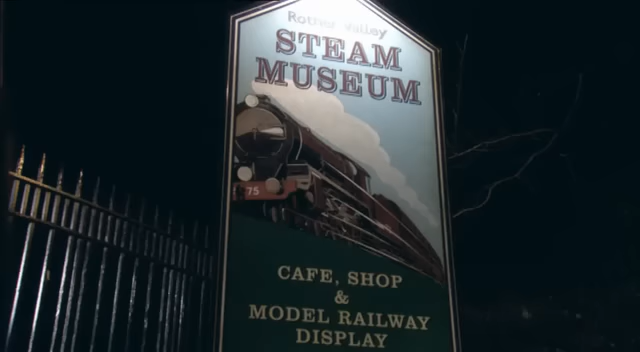 Rother Valley
STEAM
MUSEUM
75
CAFE, SHOP
&
MODEL RAILWAY
DISPLAY